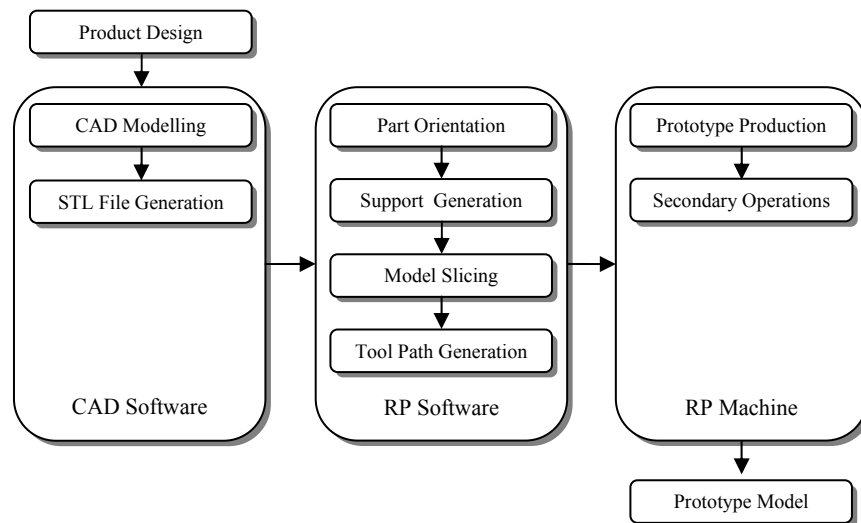 Product Design
CAD Modelling
STL File Generation
CAD Software
Part Orientation
Support Generation
Model Slicing
Tool Path Generation
RP Software
Prototype Production
Secondary Operations
RP Machine
Prototype Model